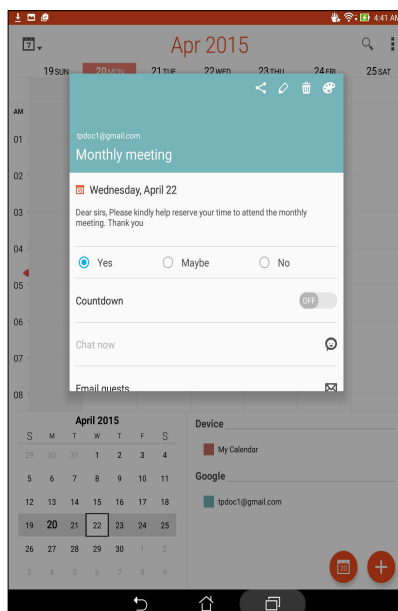 4:41 AM
7
Apr 2015
19 SUN 20 MON 21 TUE 22 WED 23 THU 24 FRI 25 SAT
AM
01
02
03
04
05
06
07
08
tpdoc1@gmail.com
Monthly meeting
Wednesday, April 22
Dear sirs, Please kindly help reserve your time to attend the monthly
meeting. Thank you
Yes Maybe No
Countdown OFF
Chat now
Email guests
April 2015
S M T W T F S
29 30 31 1 2 3 4
5 6 7 8 9 10 11
12 13 14 15 16 17 18
19 20 21 22 23 24 25
26 27 28 29 30 1 2
3 4 5 6 7 8 9
Device
My Calendar
Google
tpdoc1@gmail.com
20